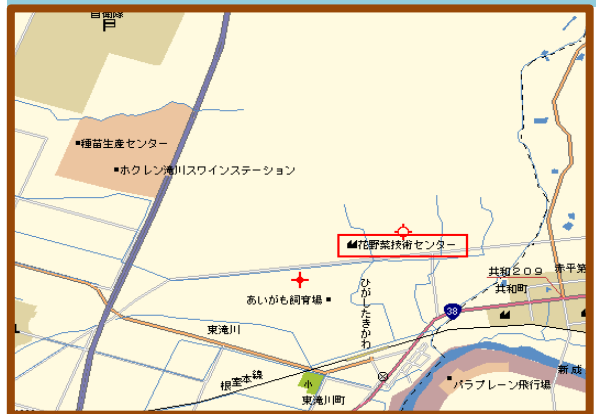 自衛隊
種苗生産センター
ホクレン滝川スワインステーション
花野菜技術センター
共和209
赤平第
共和町
あいがも飼育場
ひがしたきかわ
38
東滝川
新成
根室本線
小
パラプレーン飛行場
東滝川町